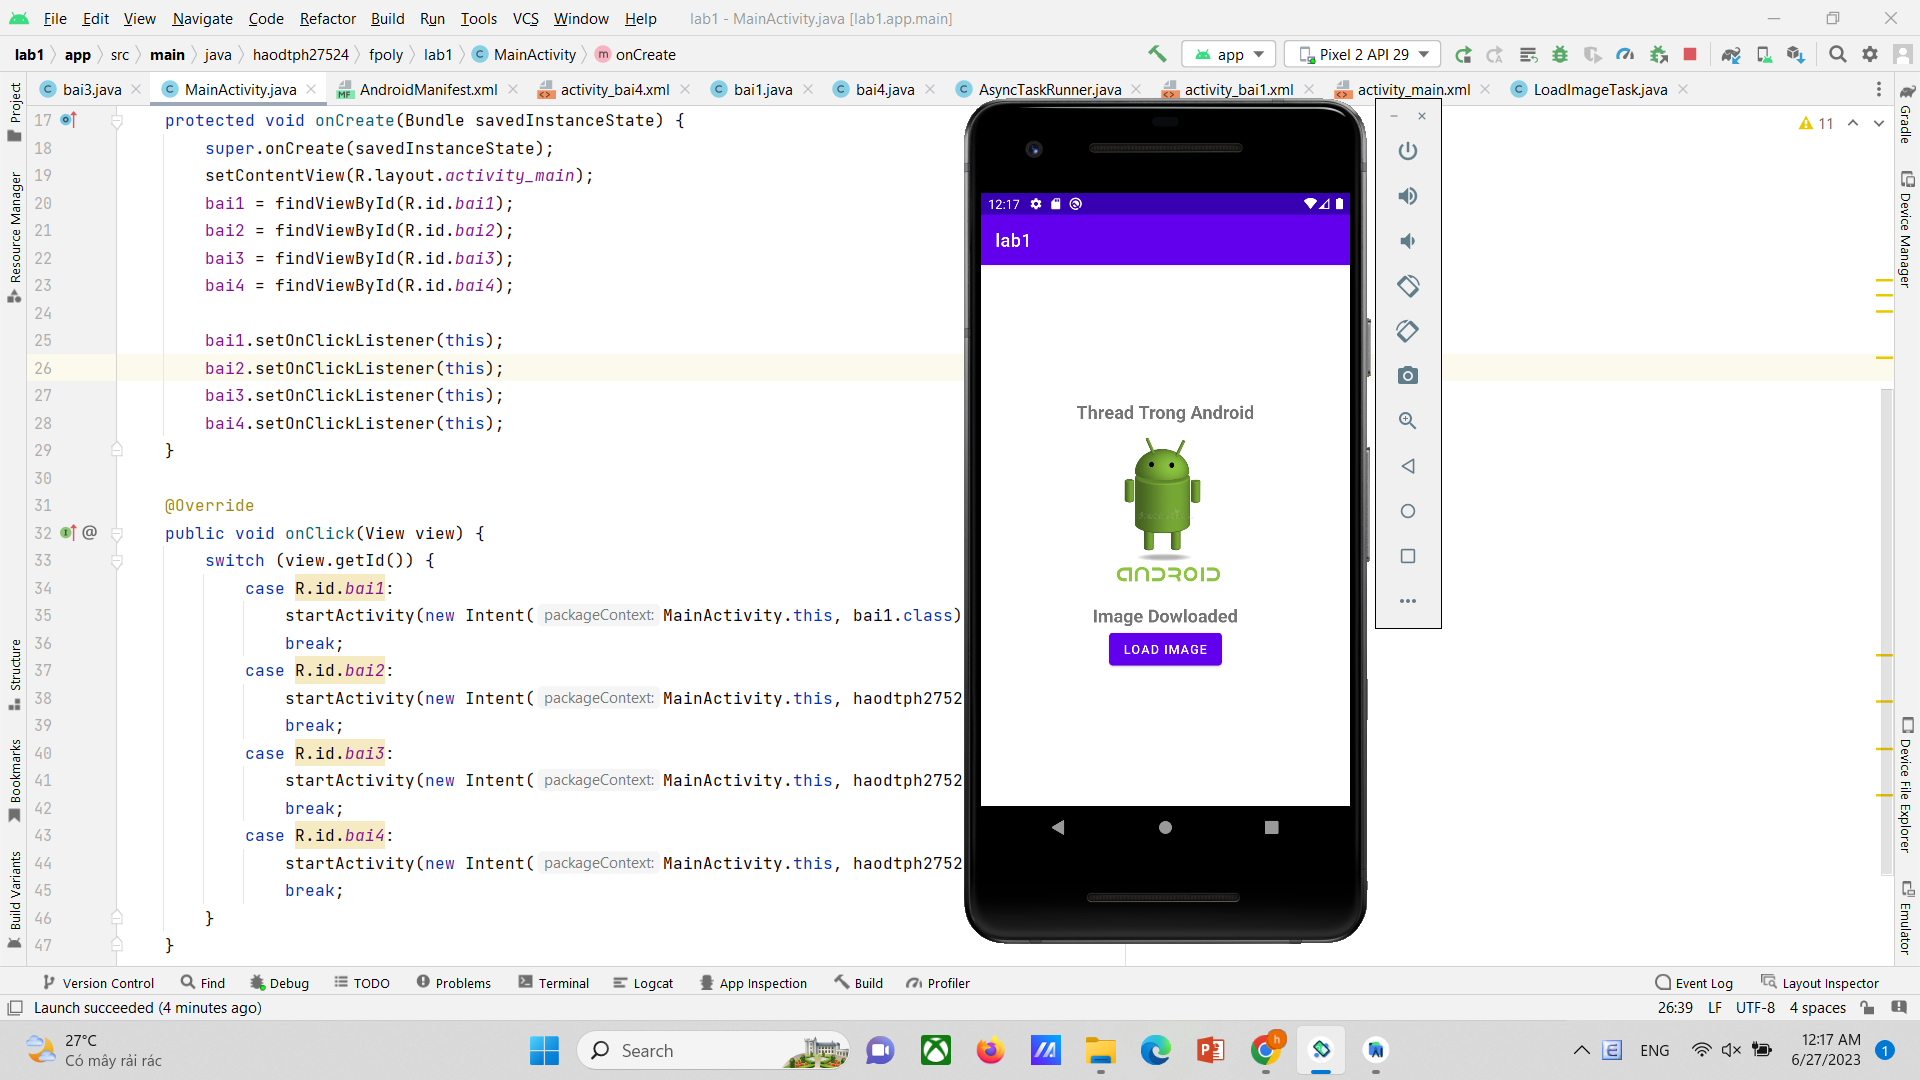 File Edit View Navigate Code Refactor Build Run Tools VCS Window Help lab1 - MainActivity.java [lab1.app.main]
lab1 app src main java haodtph27524 fpoly lab1 C MainActivity m onCreate app Pixel 2 API 29
bai3.java MainActivity.java AndroidManifest.xml activity_bai4.xml bai1.java bai4.java AsyncTaskRunner.java activity_bai1.xml activity_main.xml LoadImageTask.java
Project
Resource Manager
Structure
Bookmarks
Build Variants
11
17 protected void onCreate(Bundle savedInstanceState) {
18 super.onCreate(savedInstanceState);
19 setContentView(R.layout.activity_main);
20 bai1 = findViewById(R.id.bai1);
21 bai2 = findViewById(R.id.bai2);
22 bai3 = findViewById(R.id.bai3);
23 bai4 = findViewById(R.id.bai4);
24
25 bai1.setOnClickListener(this);
26 bai2.setOnClickListener(this);
27 bai3.setOnClickListener(this);
28 bai4.setOnClickListener(this);
29 }
30
31 @Override
32 @ public void onClick(View view) {
33 switch (view.getId()) {
34 case R.id.bai1:
35 startActivity(new Intent( packageContext: MainActivity.this, bai1.class)
36 break;
37 case R.id.bai2:
38 startActivity(new Intent( packageContext: MainActivity.this, haodtph2752
39 break;
40 case R.id.bai3:
41 startActivity(new Intent( packageContext: MainActivity.this, haodtph2752
42 break;
43 case R.id.bai4:
44 startActivity(new Intent( packageContext: MainActivity.this, haodtph2752
45 break;
46 }
47 }
12:17
lab1
Thread Trong Android
ANDROID
Image Dowloaded
LOAD IMAGE
Gradle
Device Manager
Device File Explorer
Emulator
Version Control Find Debug TODO Problems Terminal Logcat App Inspection Build Profiler Event Log Layout Inspector
Launch succeeded (4 minutes ago) 26:39 LF UTF-8 4 spaces
27°C
Có mây rải rác
Search
ENG
12:17 AM
6/27/2023
1